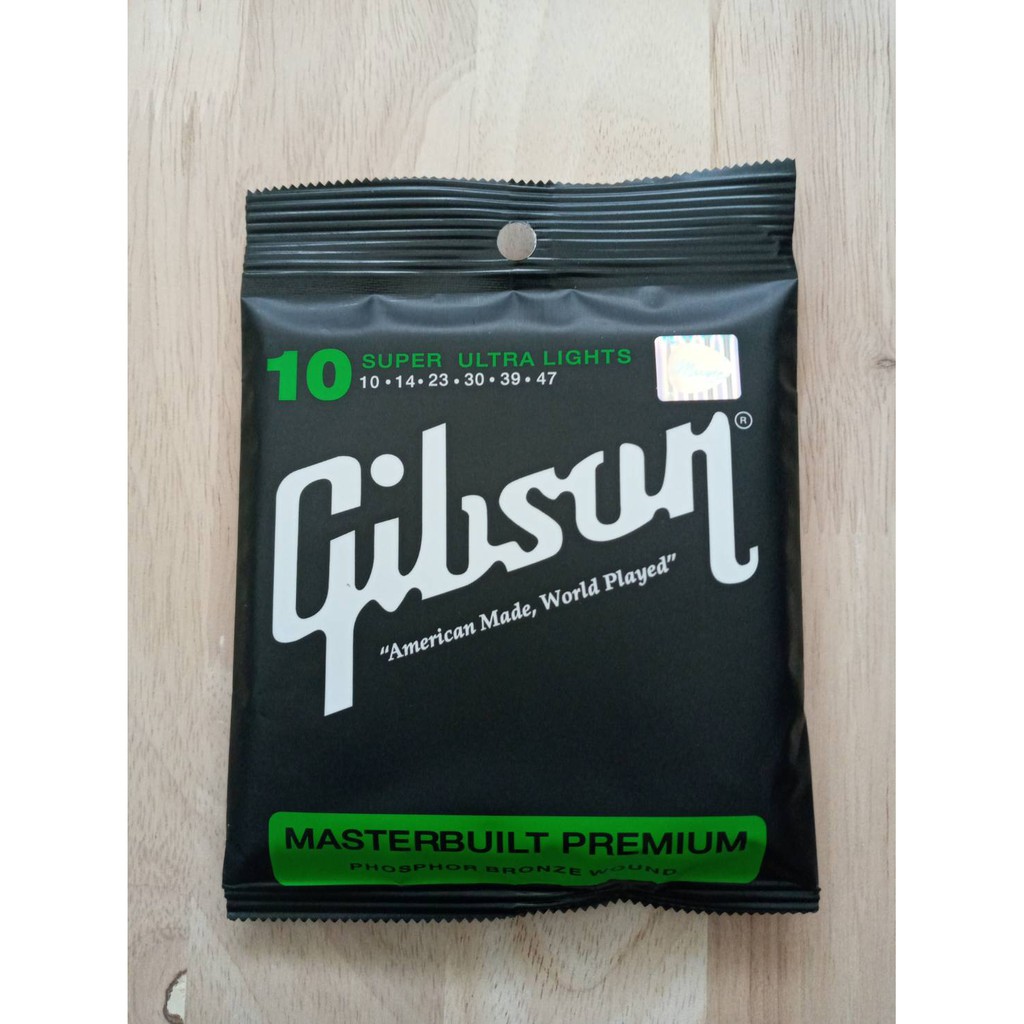 10 SUPER ULTRA LIGHTS
10 • 14 • 23 • 30 • 39 • 47
Gibson ®
“American Made, World Played”
MASTERBUILT PREMIUM
PHOSPHOR BRONZE WOUND